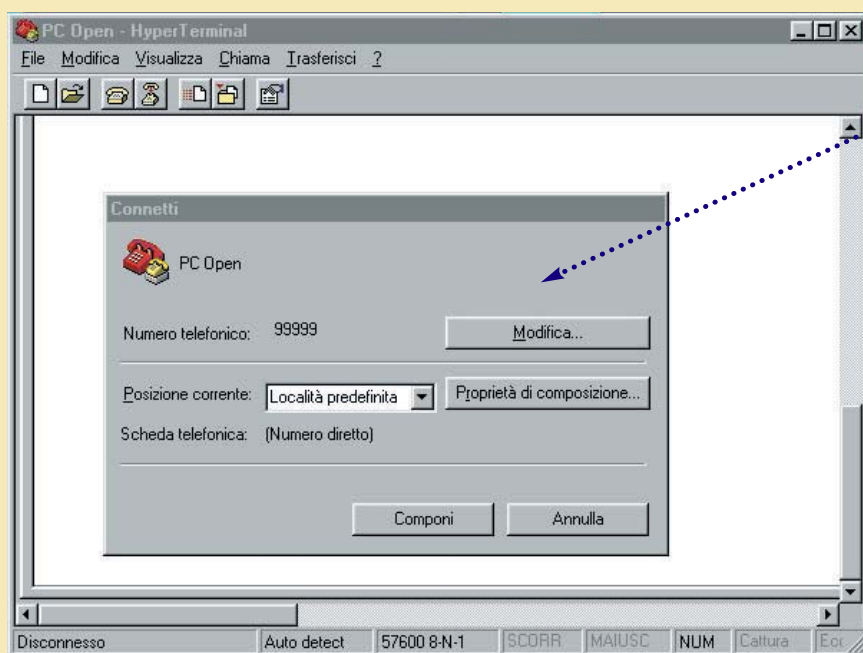 PC Open - HyperTerminal
File Modifica Visualizza Chiama Trasferisci ?
Connetti
PC Open
Numero telefonico: 99999 Modifica...
Posizione corrente: Località predefinita Proprietà di composizione...
Scheda telefonica: (Numero diretto)
Componi Annulla
Disconnesso Auto detect 57600 8-N-1 SCORR MAIUSC NUM Cattura